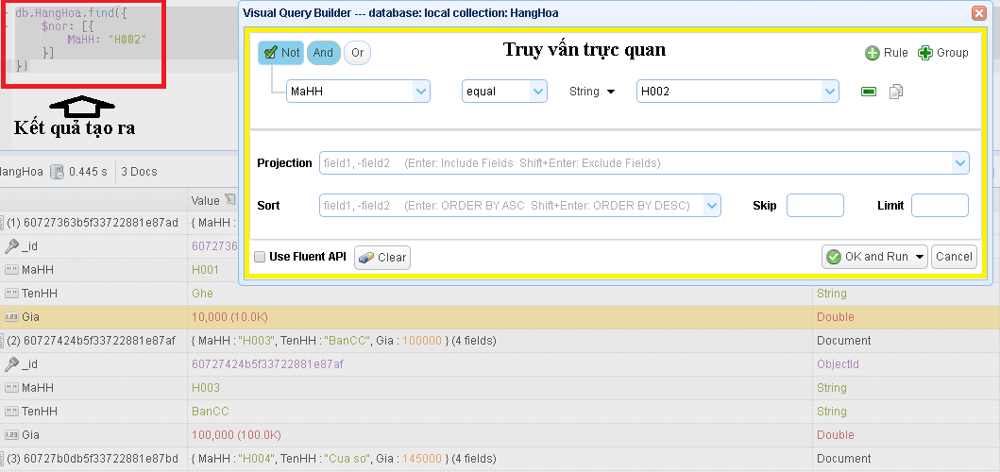 db.HangHoa.find({
$nor: [{
MaHH: "H002"
}]
})
Kết quả tạo ra
Visual Query Builder --- database: local collection: HangHoa
Not And Or
Truy vấn trực quan
Rule Group
MaHH equal String H002
Projection field1, -field2 (Enter: Include Fields Shift+Enter: Exclude Fields)
Sort field1, -field2 (Enter: ORDER BY ASC Shift+Enter: ORDER BY DESC) Skip Limit
Use Fluent API Clear OK and Run Cancel
HangHoa 0.445 s 3 Docs
Value
(1) 60727363b5f33722881e87ad { MaHH :
_id 6072736
MaHH H001
TenHH Ghe String
Gia 10,000 (10.0K) Double
(2) 60727424b5f33722881e87af { MaHH : "H003", TenHH : "BanCC", Gia : 100000 } (4 fields) Document
_id 60727424b5f33722881e87af ObjectId
MaHH H003 String
TenHH BanCC String
Gia 100,000 (100.0K) Double
(3) 60727b0db5f33722881e87bd { MaHH : "H004", TenHH : "Cua so", Gia : 145000 } (4 fields) Document